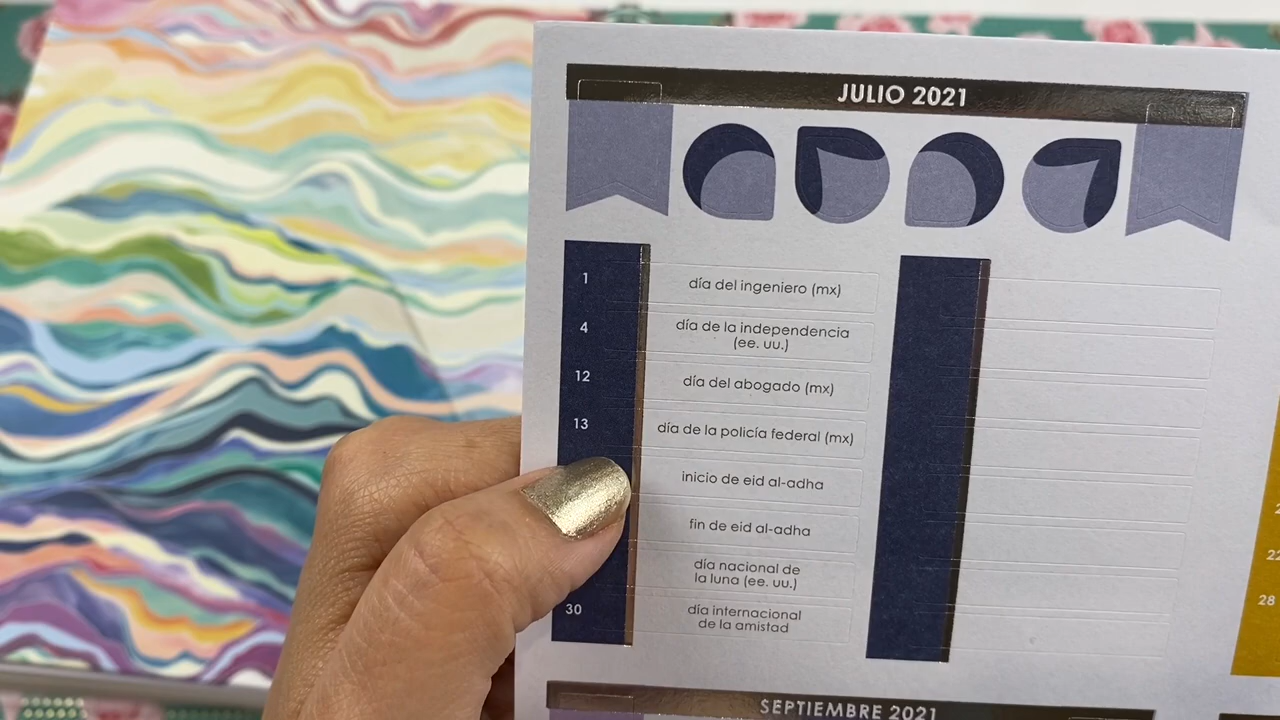 JULIO 2021
1
día del ingeniero (mx)
4
día de la independencia
(ee. uu.)
12
día del abogado (mx)
13
día de la policía federal (mx)
inicio de eid al-adha
fin de eid al-adha
día nacional de
la luna (ee. uu.)
30
día internacional
de la amistad
22
28
SEPTIEMBRE 2021